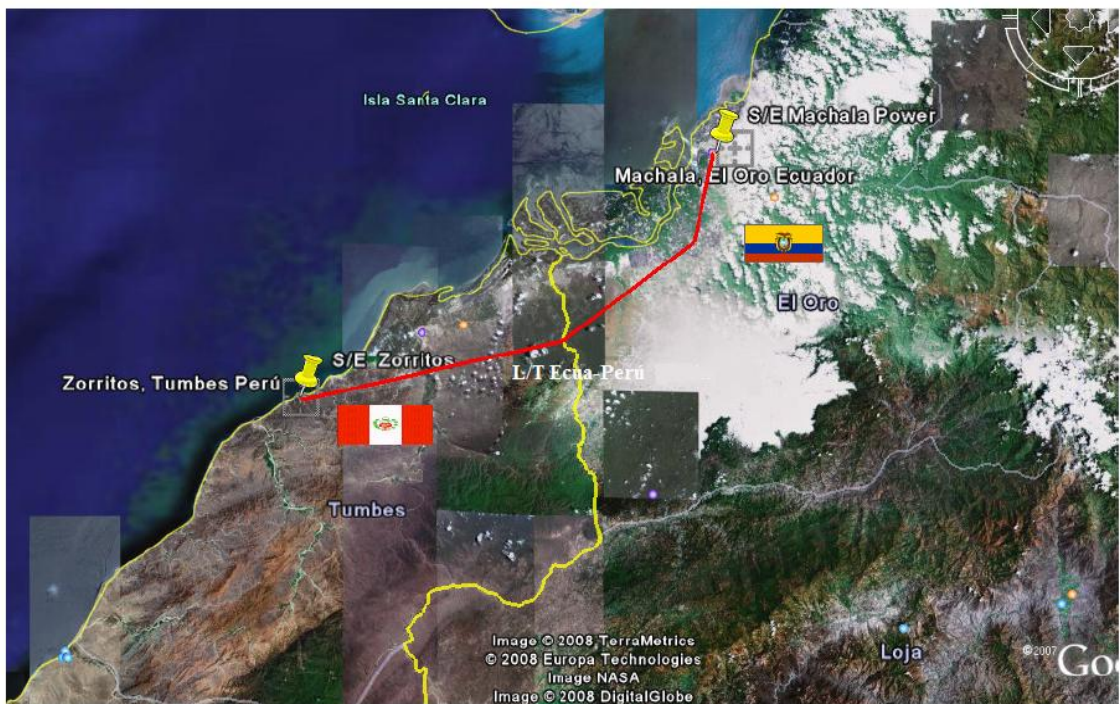 Isla Santa Clara
S/E Machala Power
Machala, El Oro Ecuador
El Oro
S/E Zorritos
Zorritos, Tumbes Perú
L/T Ecua-Perú
Tumbes
Image © 2008 TerraMetrics
© 2008 Europa Technologies
Image NASA
Image © 2008 DigitalGlobe
Loja
©2007
Goo